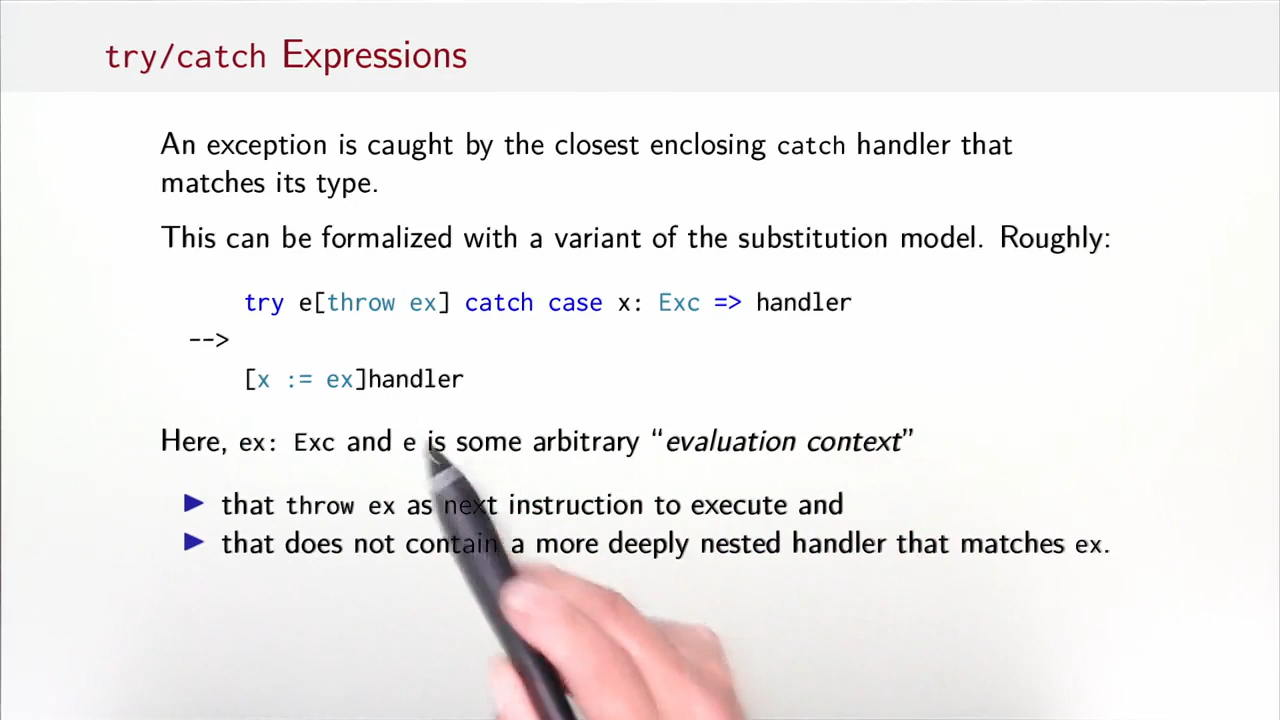 try/catch Expressions
An exception is caught by the closest enclosing catch handler that
matches its type.
This can be formalized with a variant of the substitution model. Roughly:
try e[throw ex] catch case x: Exc => handler
-->
[x := ex]handler
Here, ex: Exc and e is some arbitrary “evaluation context”
▶ that throw ex as next instruction to execute and
▶ that does not contain a more deeply nested handler that matches ex.